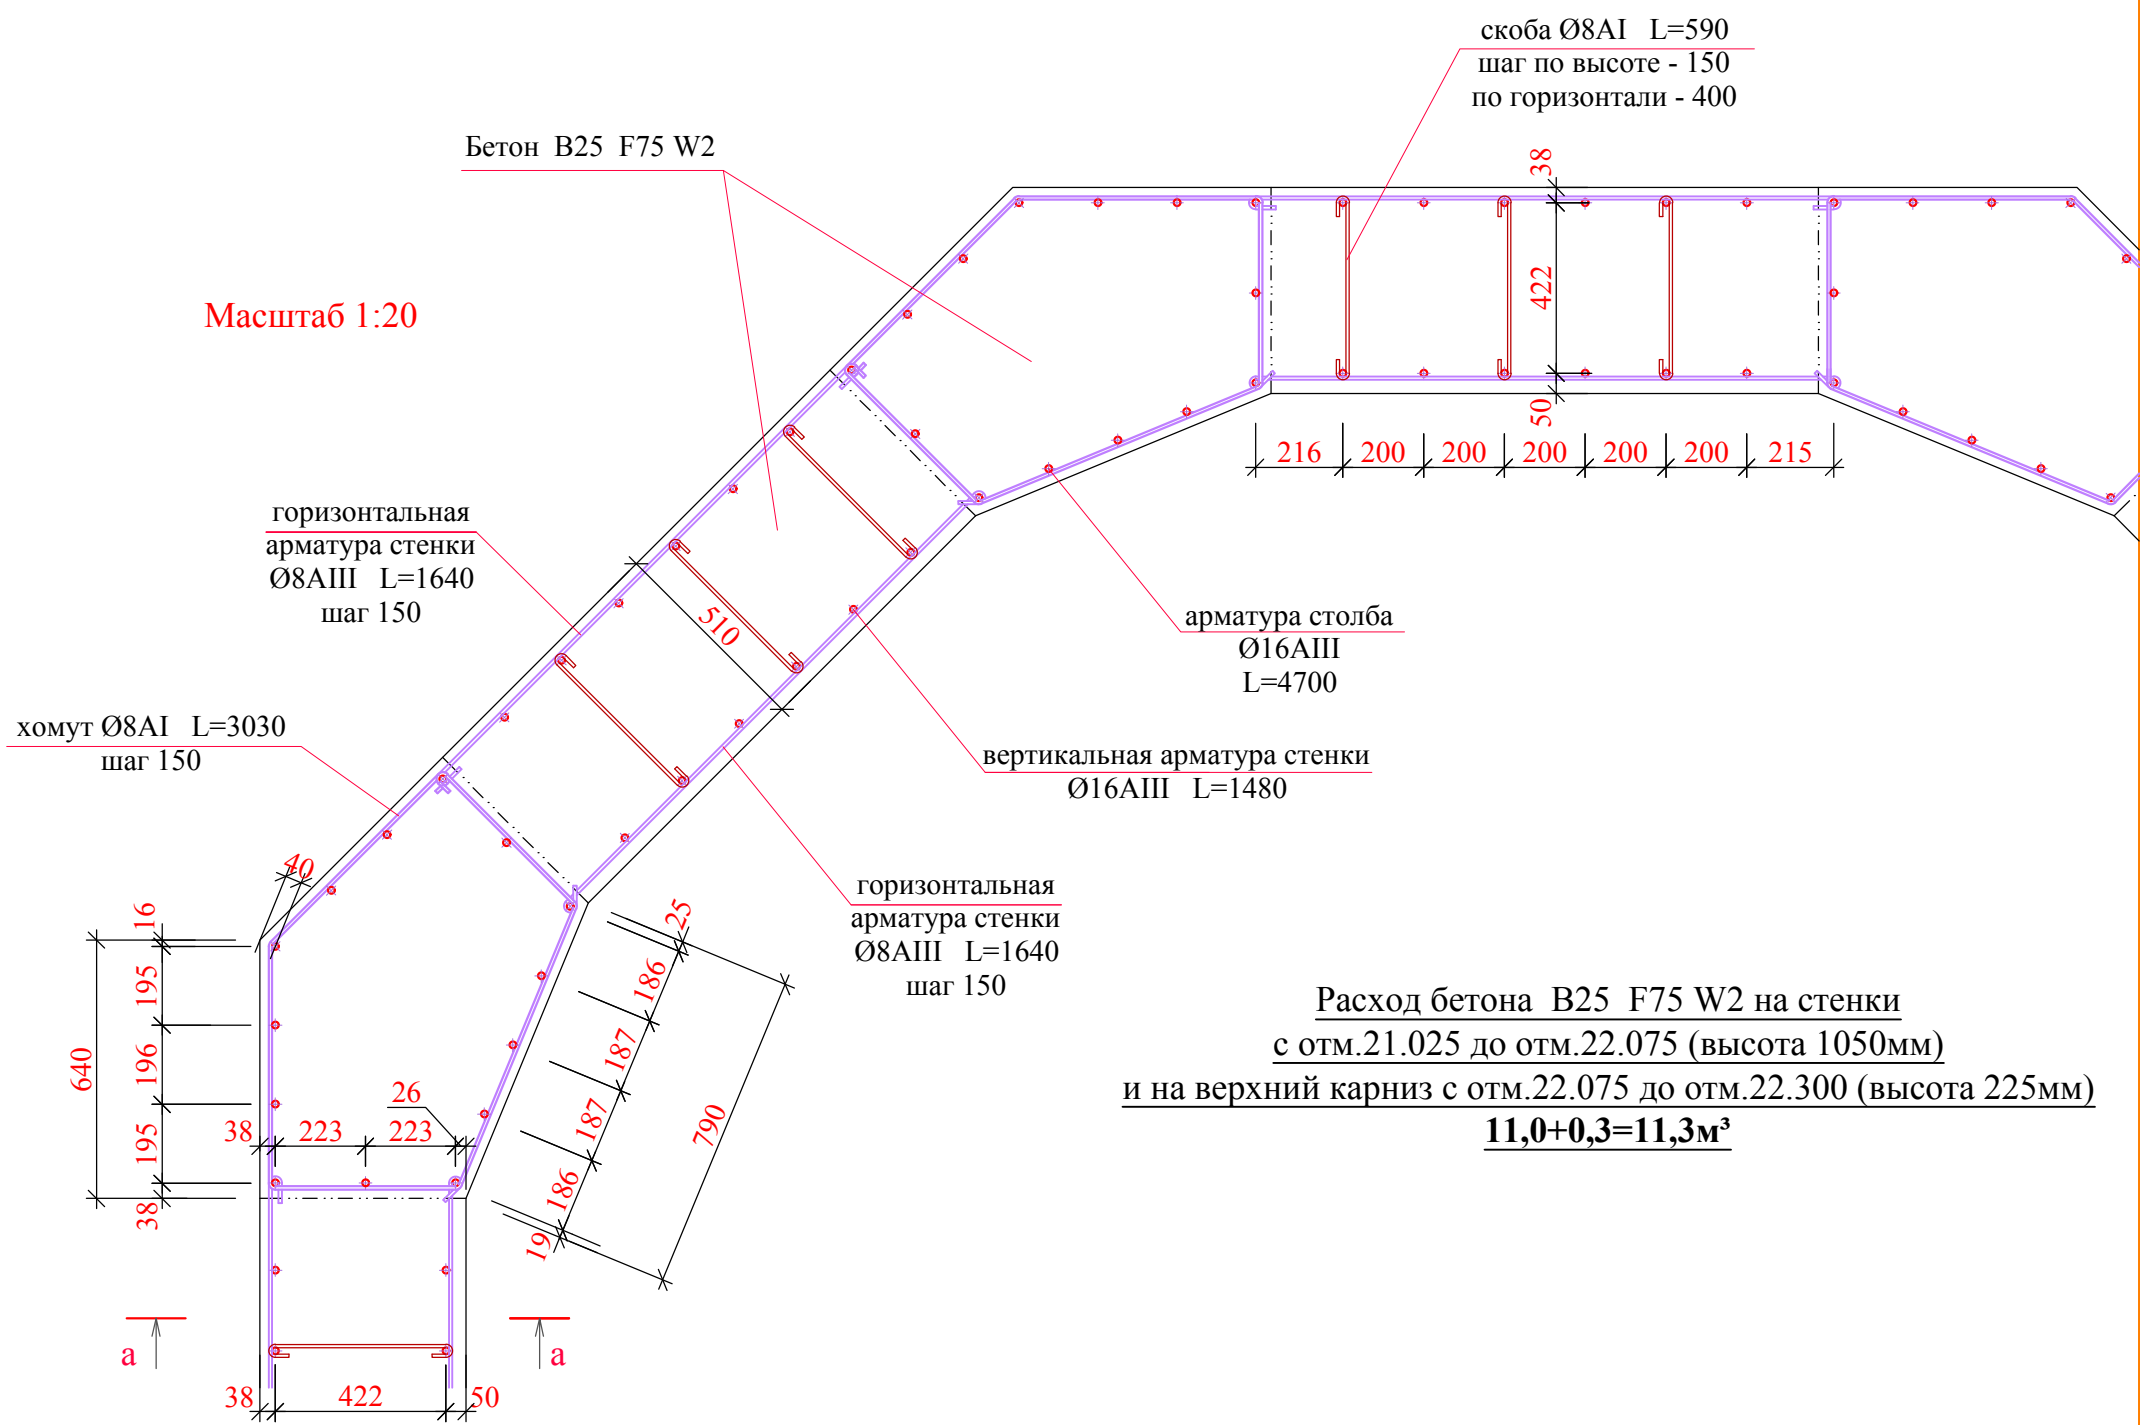 скоба Ø8AI L=590
шаг по высоте - 150
по горизонтали - 400
Бетон B25 F75 W2
Масштаб 1:20
38
422
50
216 200 200 200 200 200 215
горизонтальная
арматура стенки
Ø8AIII L=1640
шаг 150
510
арматура столба
Ø16AIII
L=4700
хомут Ø8AI L=3030
шаг 150
вертикальная арматура стенки
Ø16AIII L=1480
горизонтальная
арматура стенки
Ø8AIII L=1640
шаг 150
40
16
195
196
195
38
640
38 223 223
26
25
186
187
187
186
19
790
Расход бетона B25 F75 W2 на стенки
с отм.21.025 до отм.22.075 (высота 1050мм)
и на верхний карниз с отм.22.075 до отм.22.300 (высота 225мм)
11,0+0,3=11,3м³
а а
38 422 50